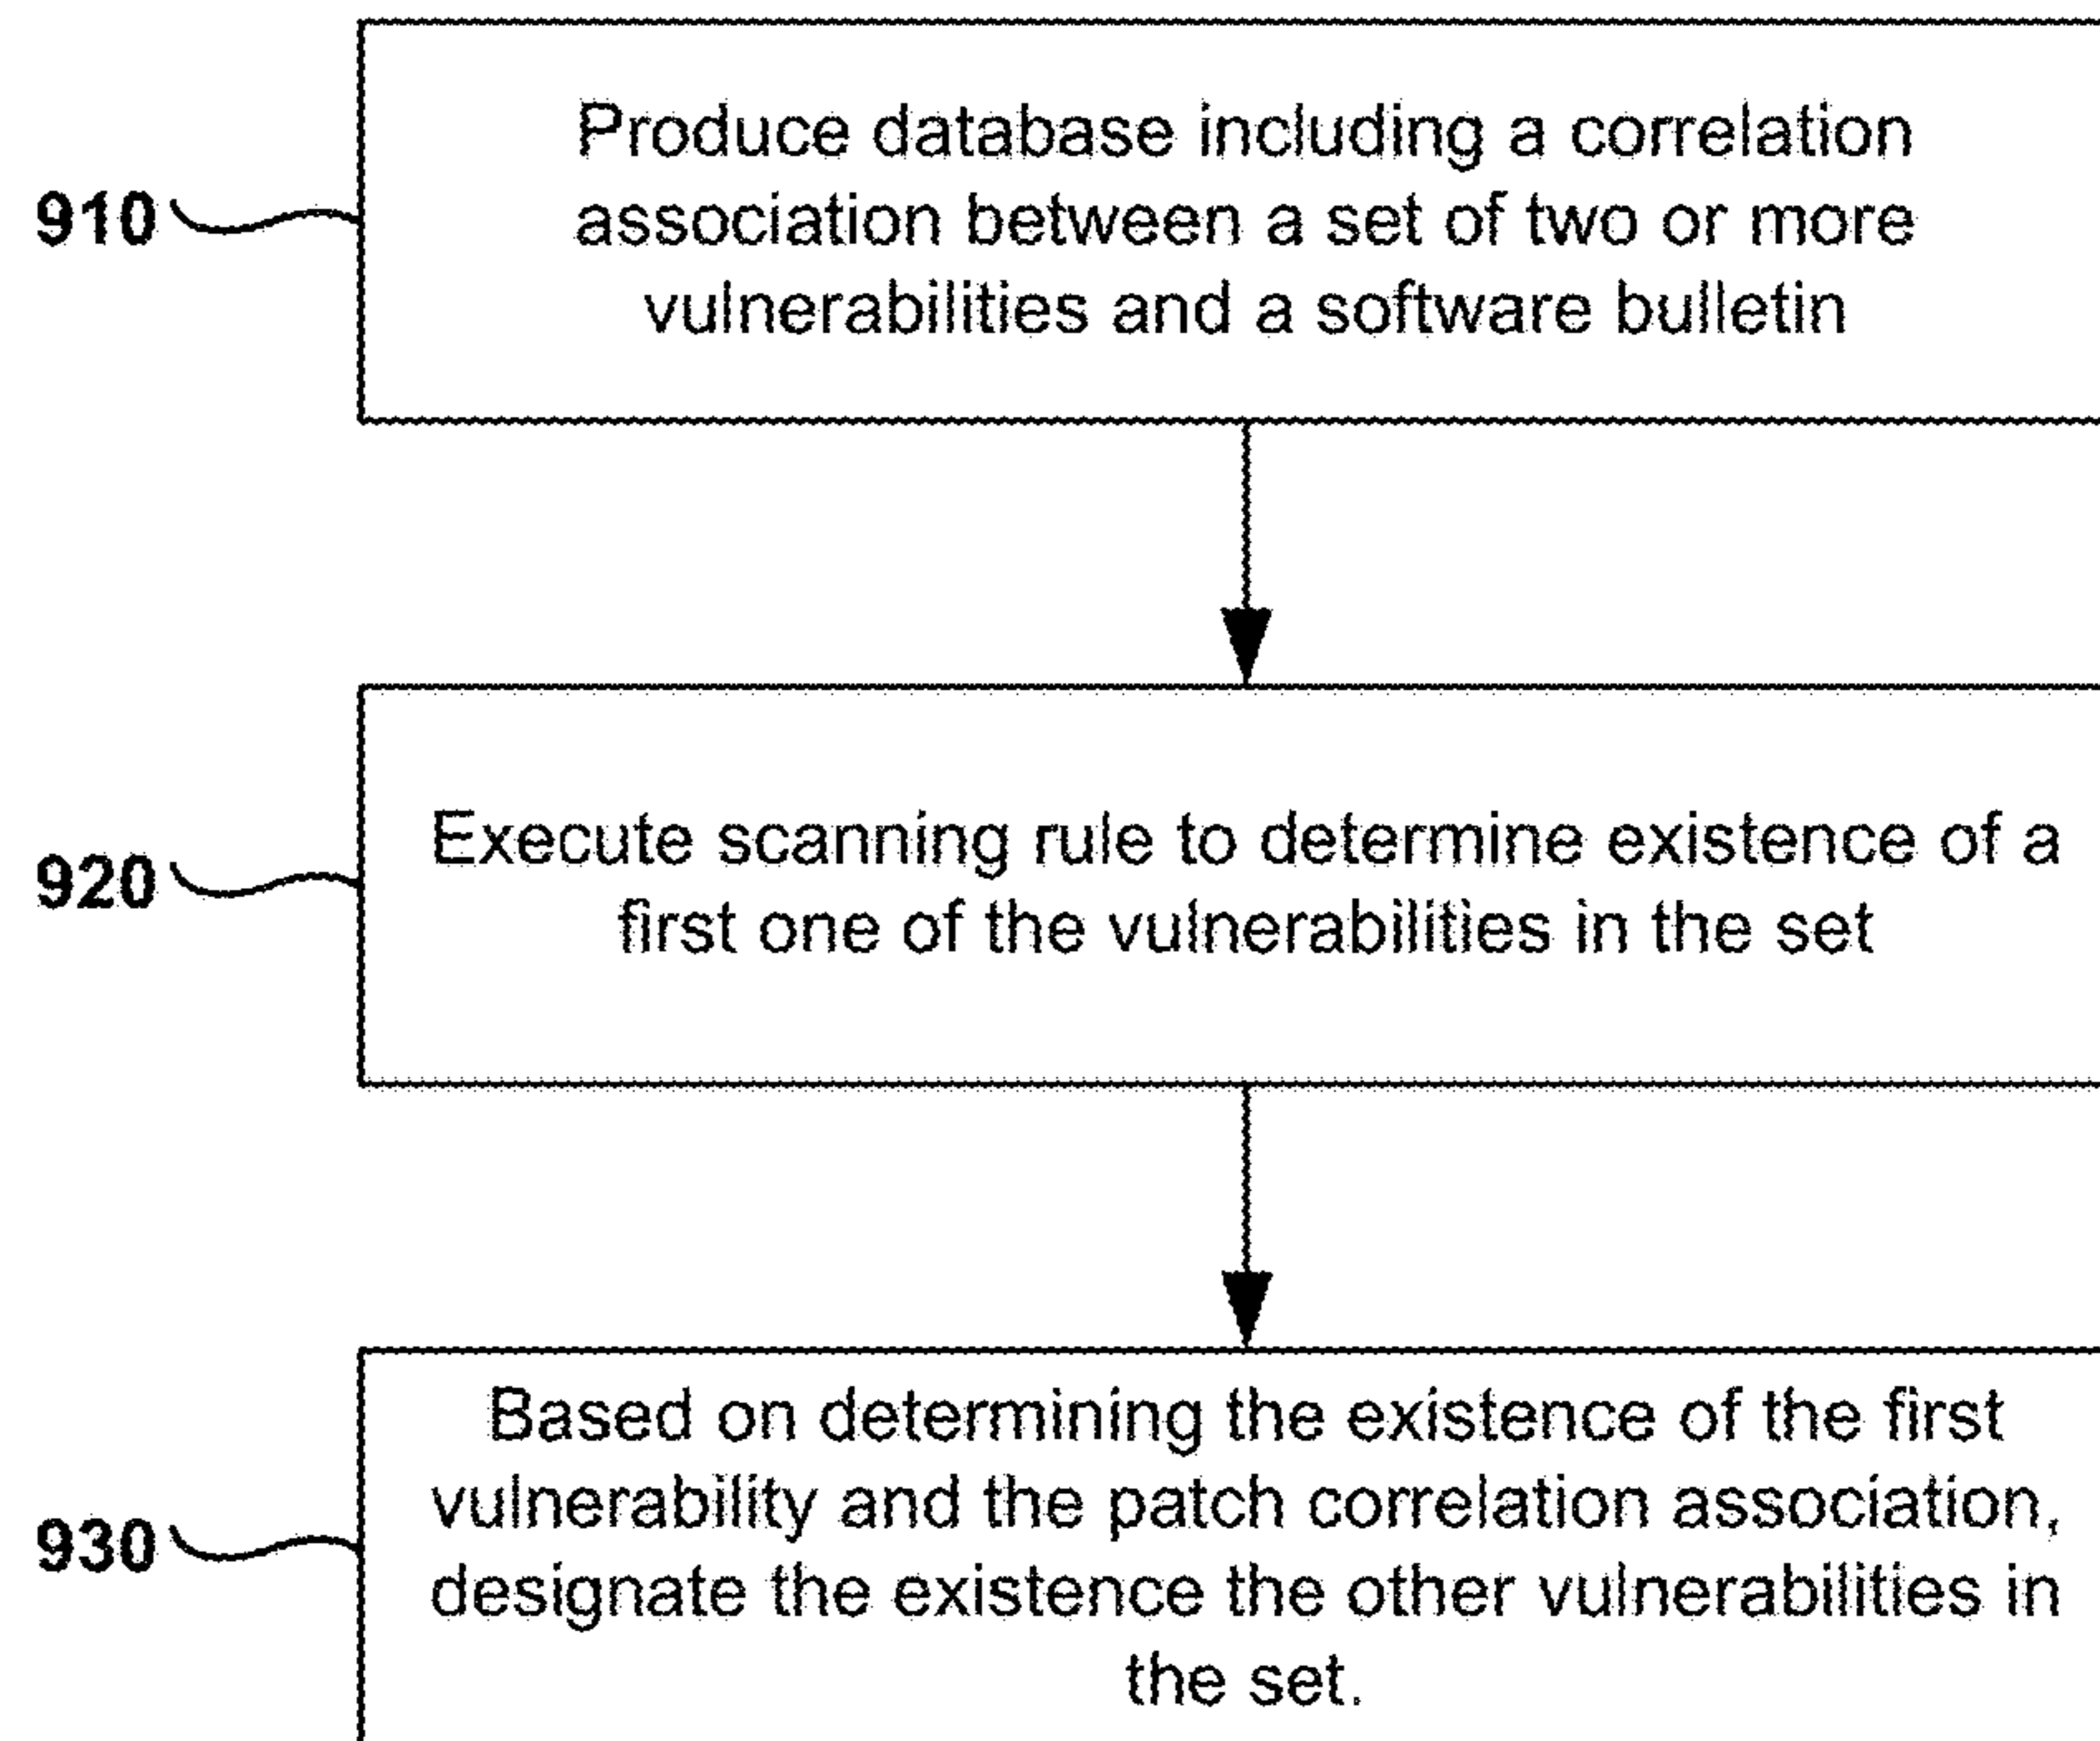 Produce database including a correlation
association between a set of two or more
vulnerabilities and a software bulletin
910
Execute scanning rule to determine existence of a
first one of the vulnerabilities in the set
920
Based on determining the existence of the first
vulnerability and the patch correlation association,
designate the existence the other vulnerabilities in
the set.
930